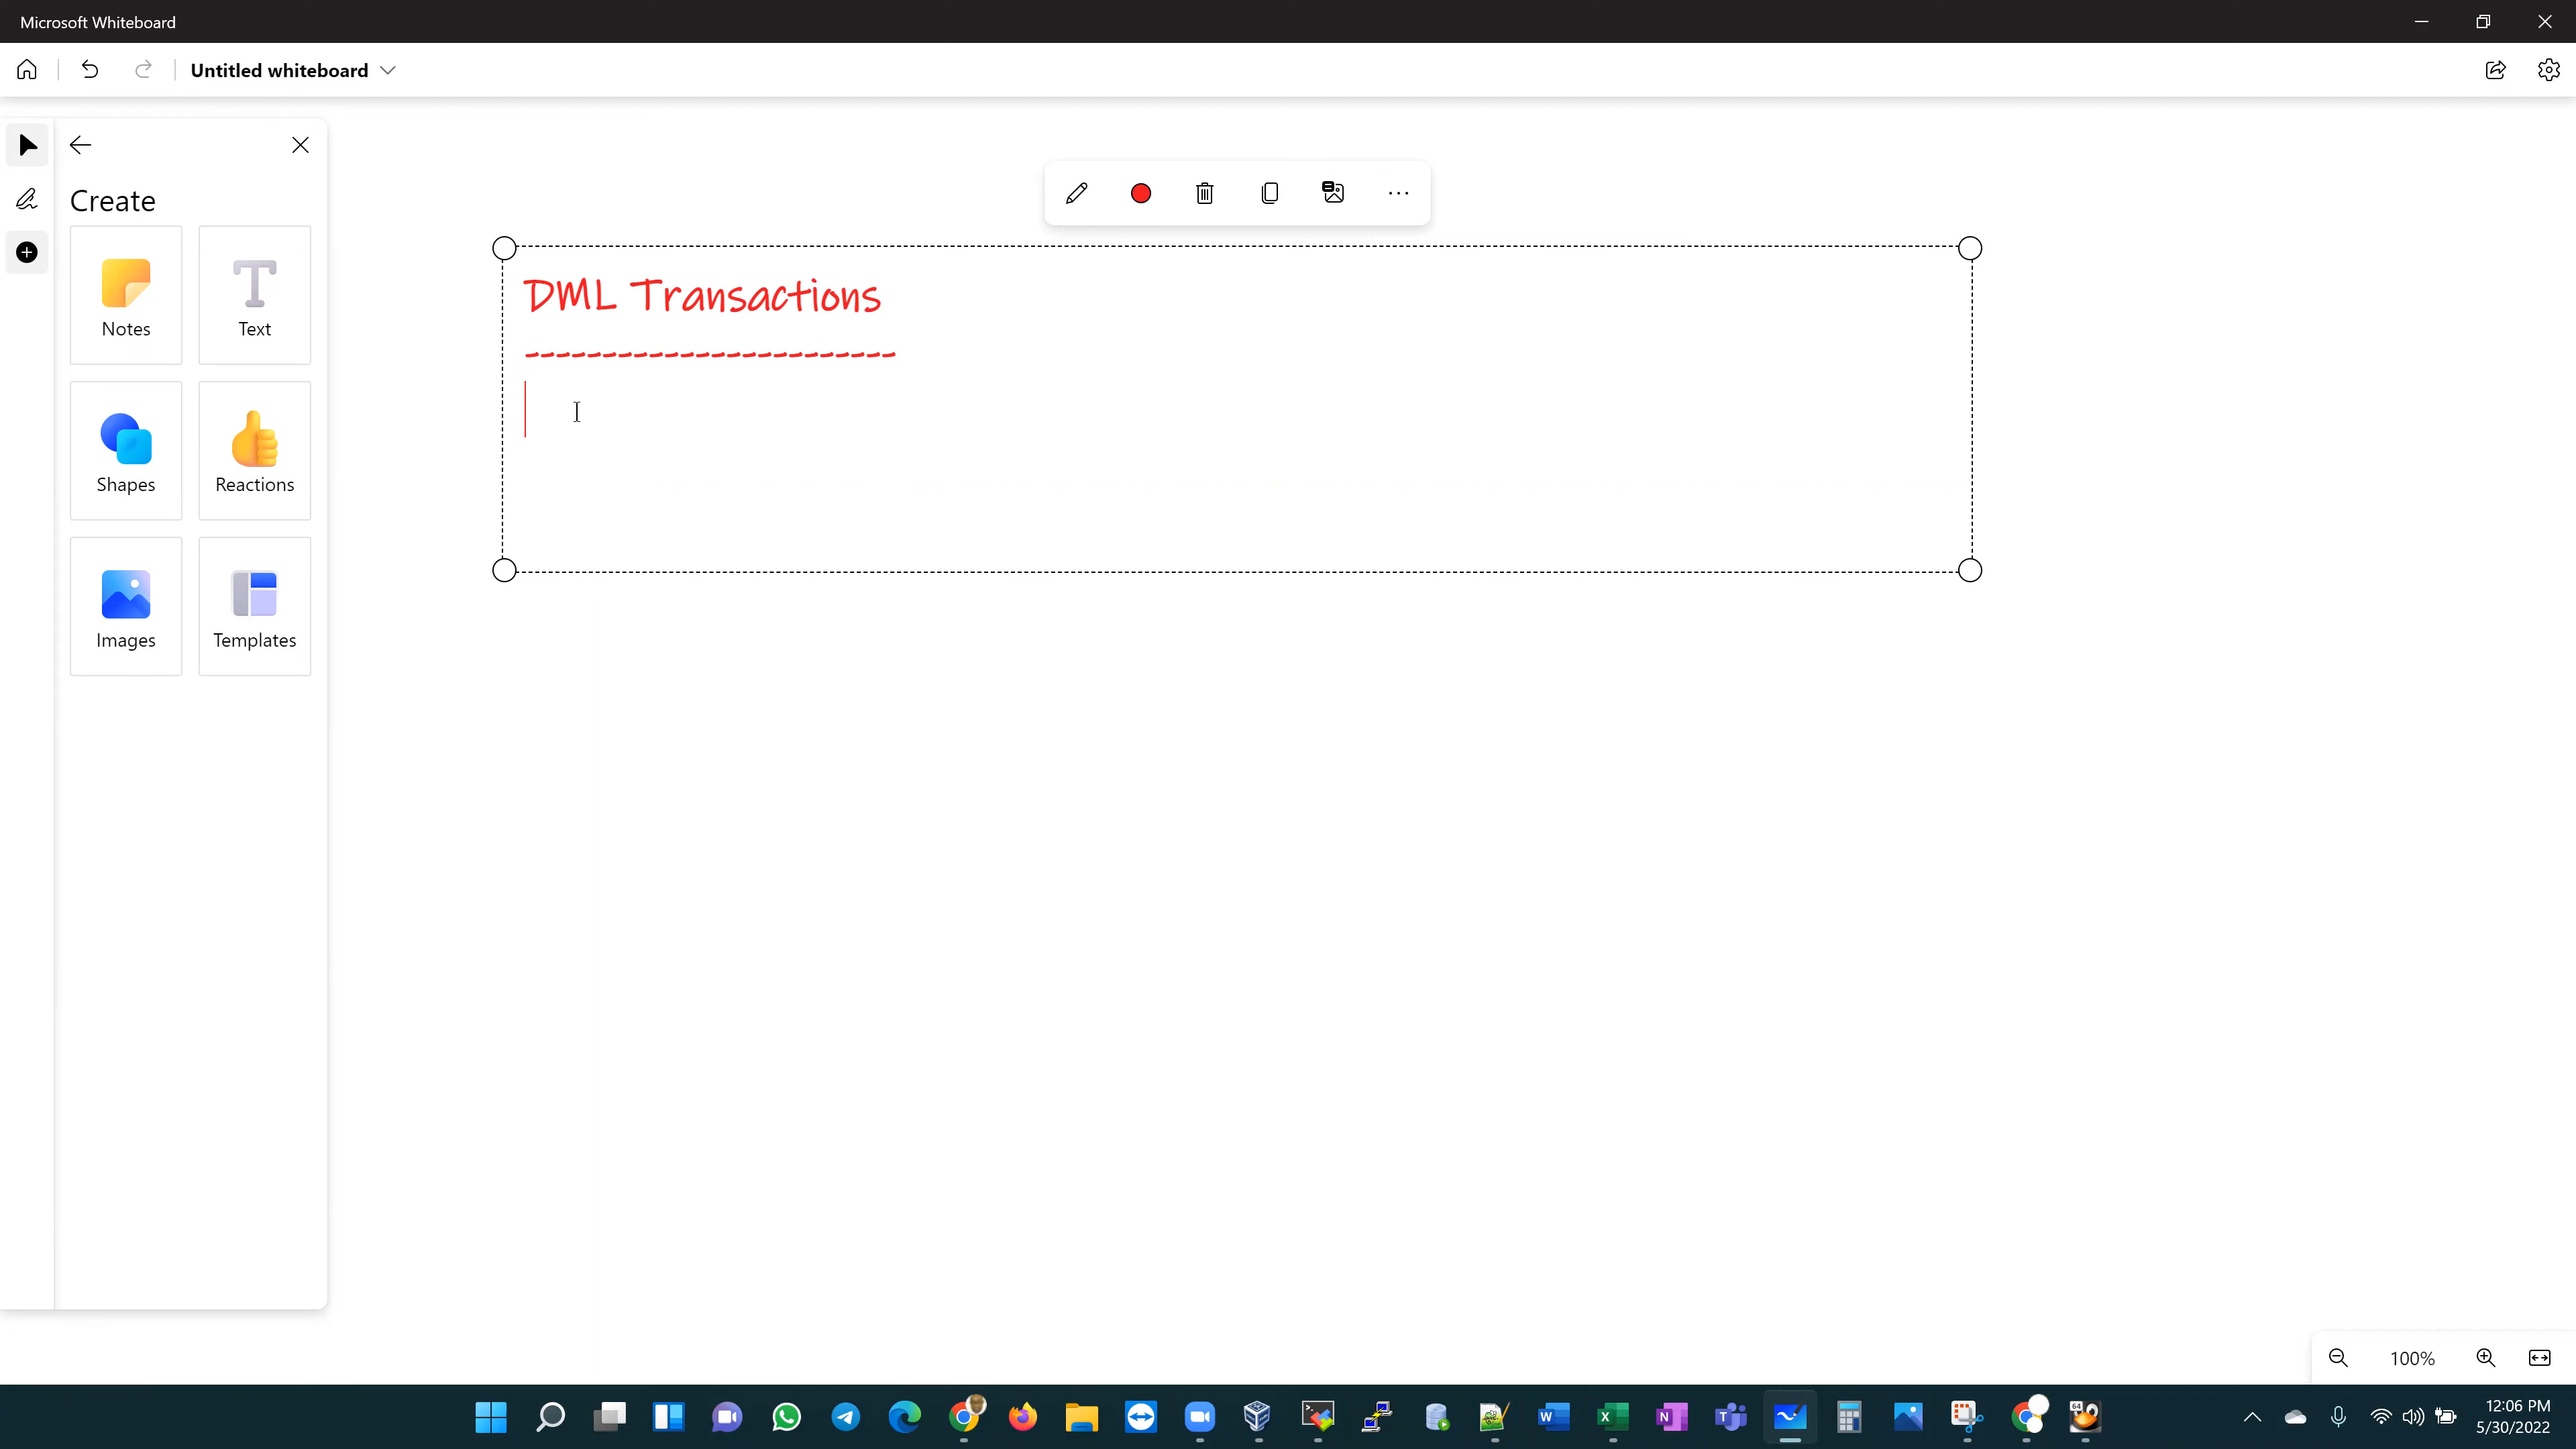 Microsoft Whiteboard
Untitled whiteboard
Create
Notes
Text
Shapes
Reactions
Images
Templates
DML Transactions
------------------------
100%
12:06 PM
5/30/2022